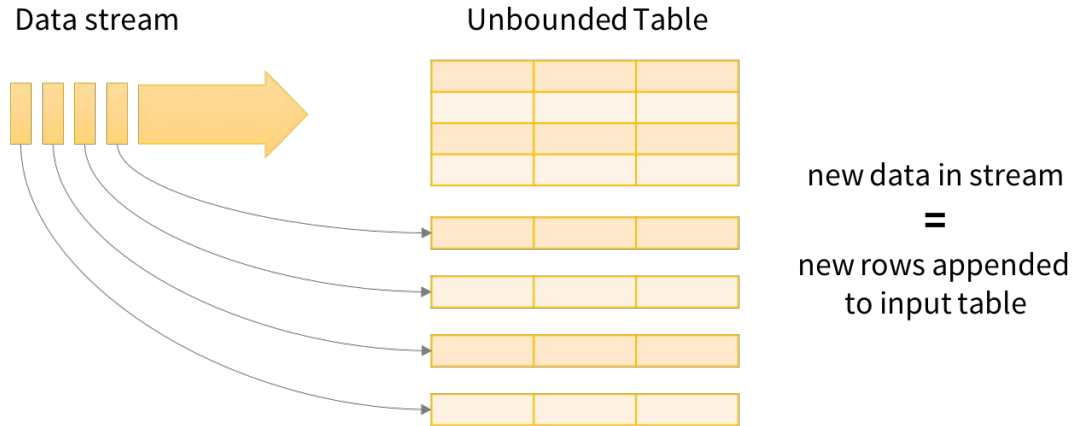 Data stream
Unbounded Table
new data in stream
=
new rows appended
to input table